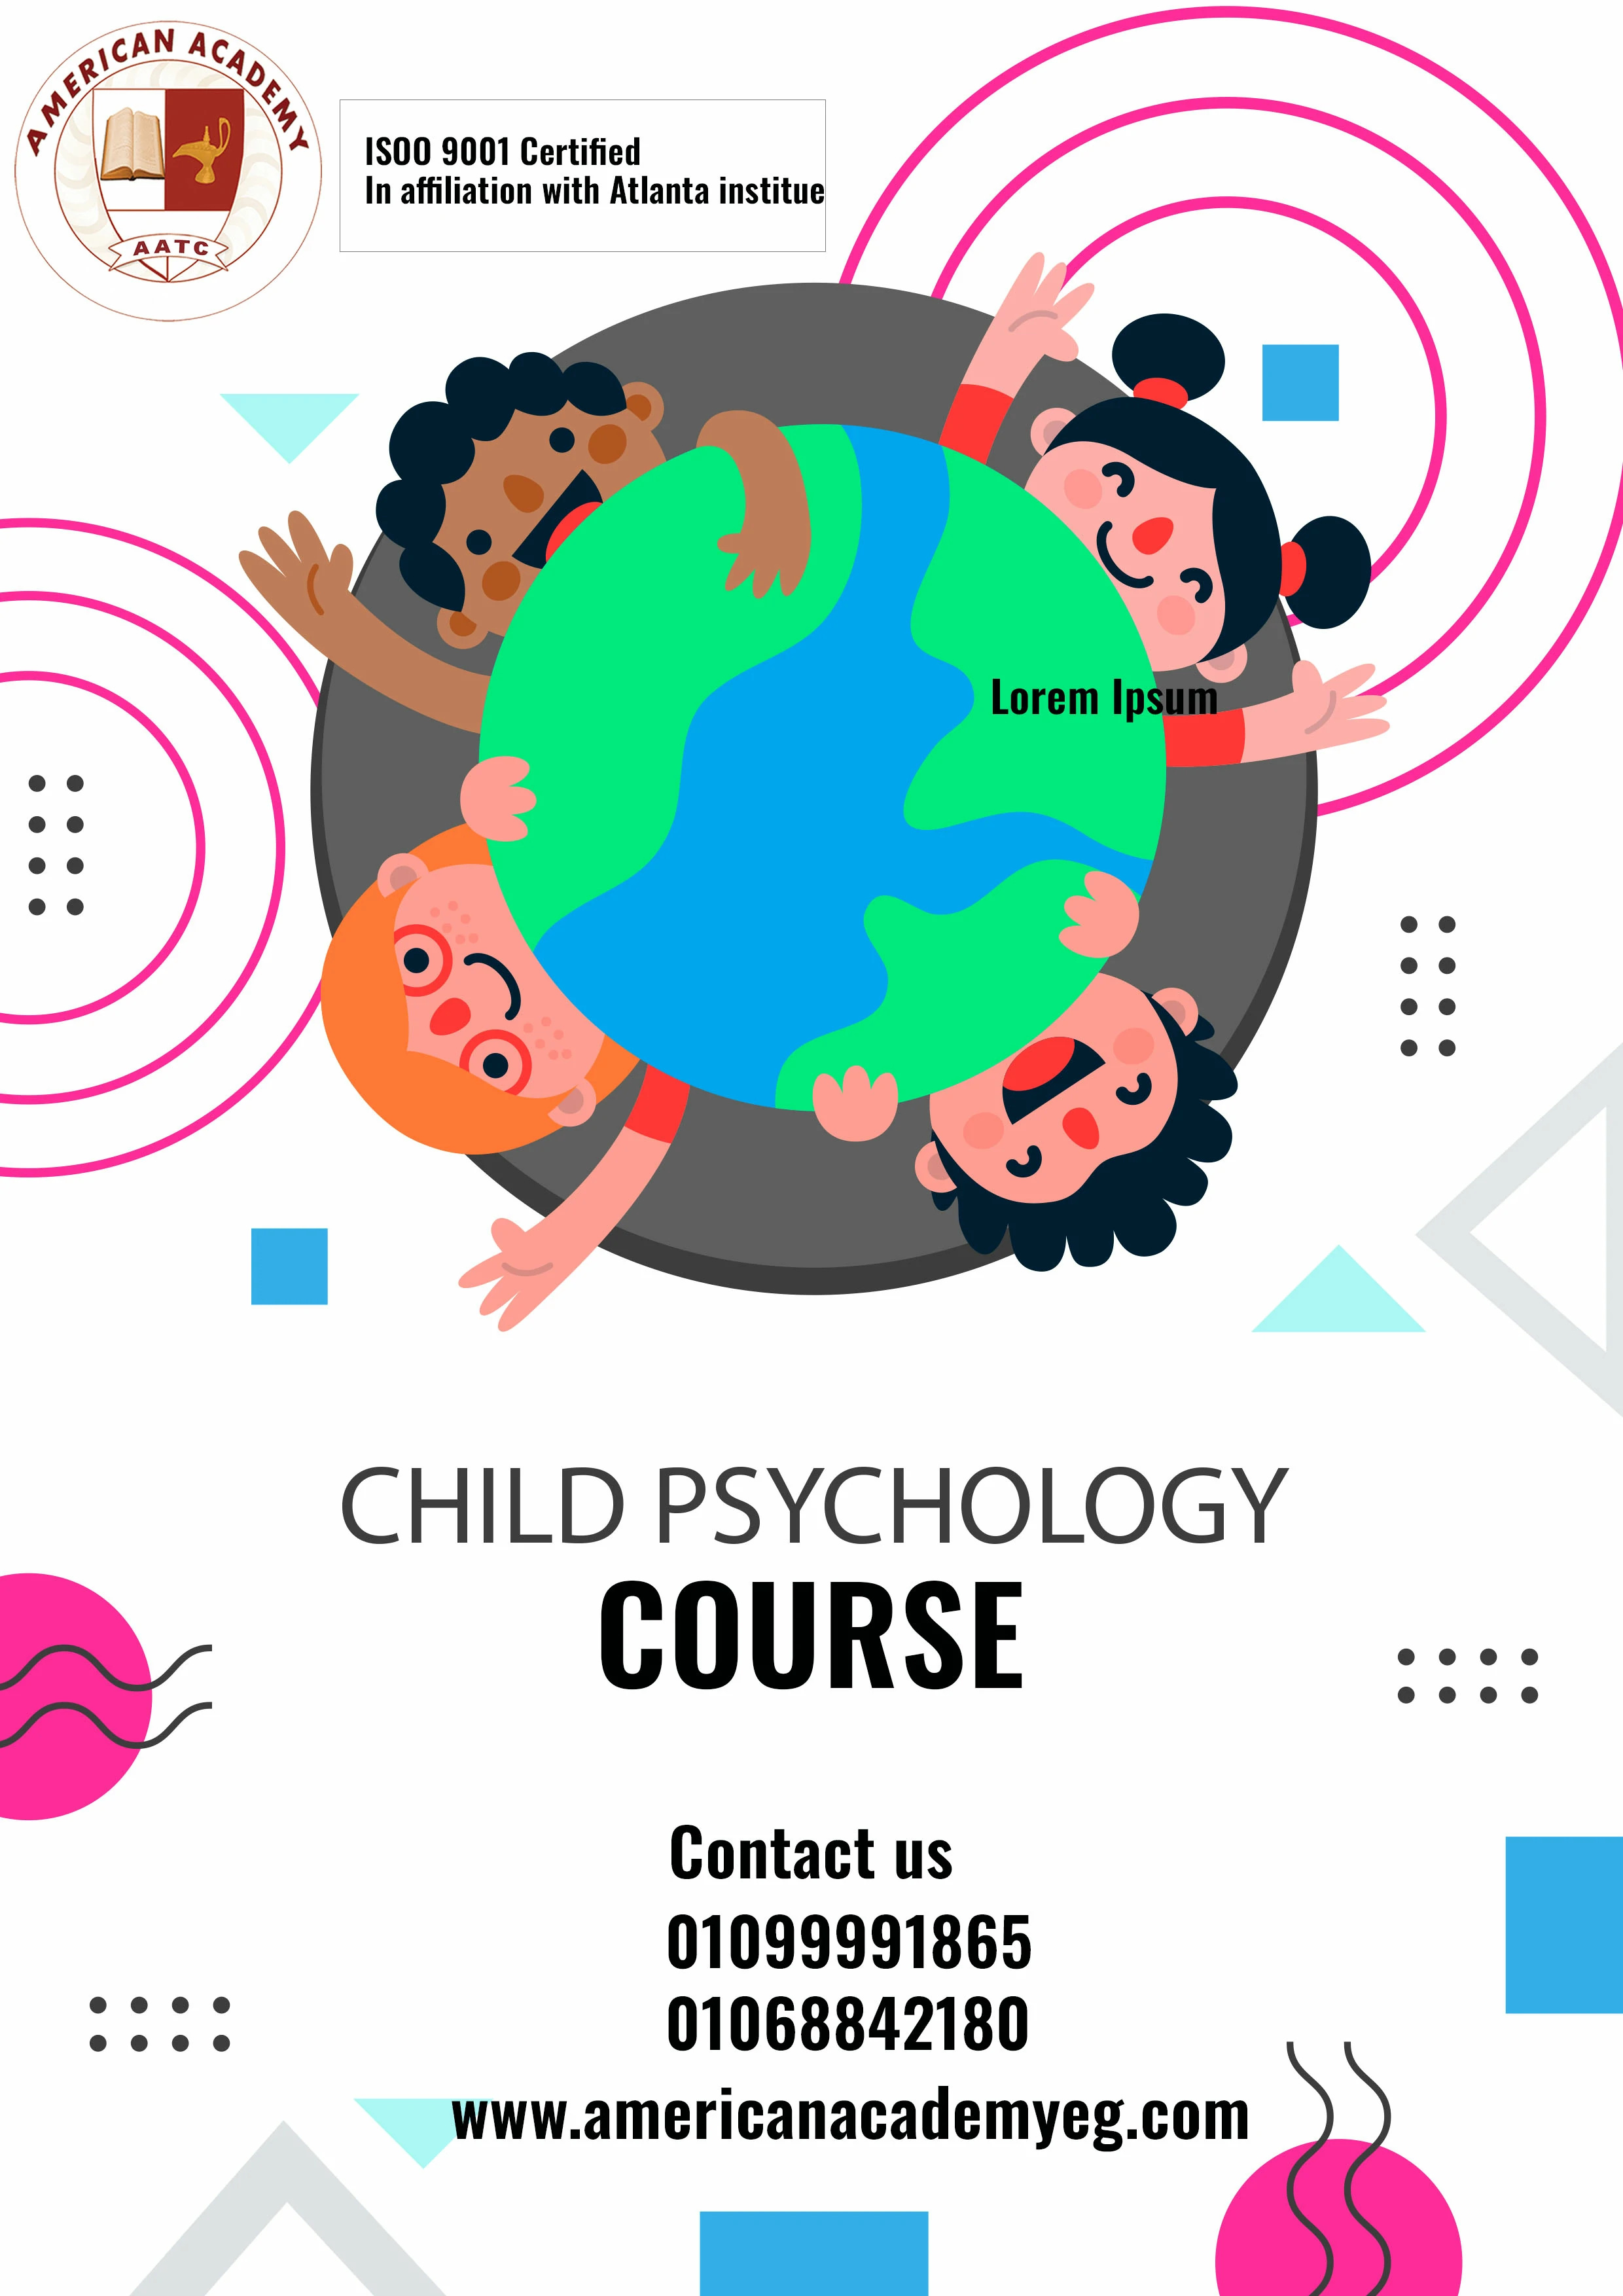 AMERICAN ACADEMY
AATC
ISOO 9001 Certified
In affiliation with Atlanta institue
Lorem Ipsum
CHILD PSYCHOLOGY
COURSE
Contact us
01099991865
01068842180
www.americanacademyeg.com